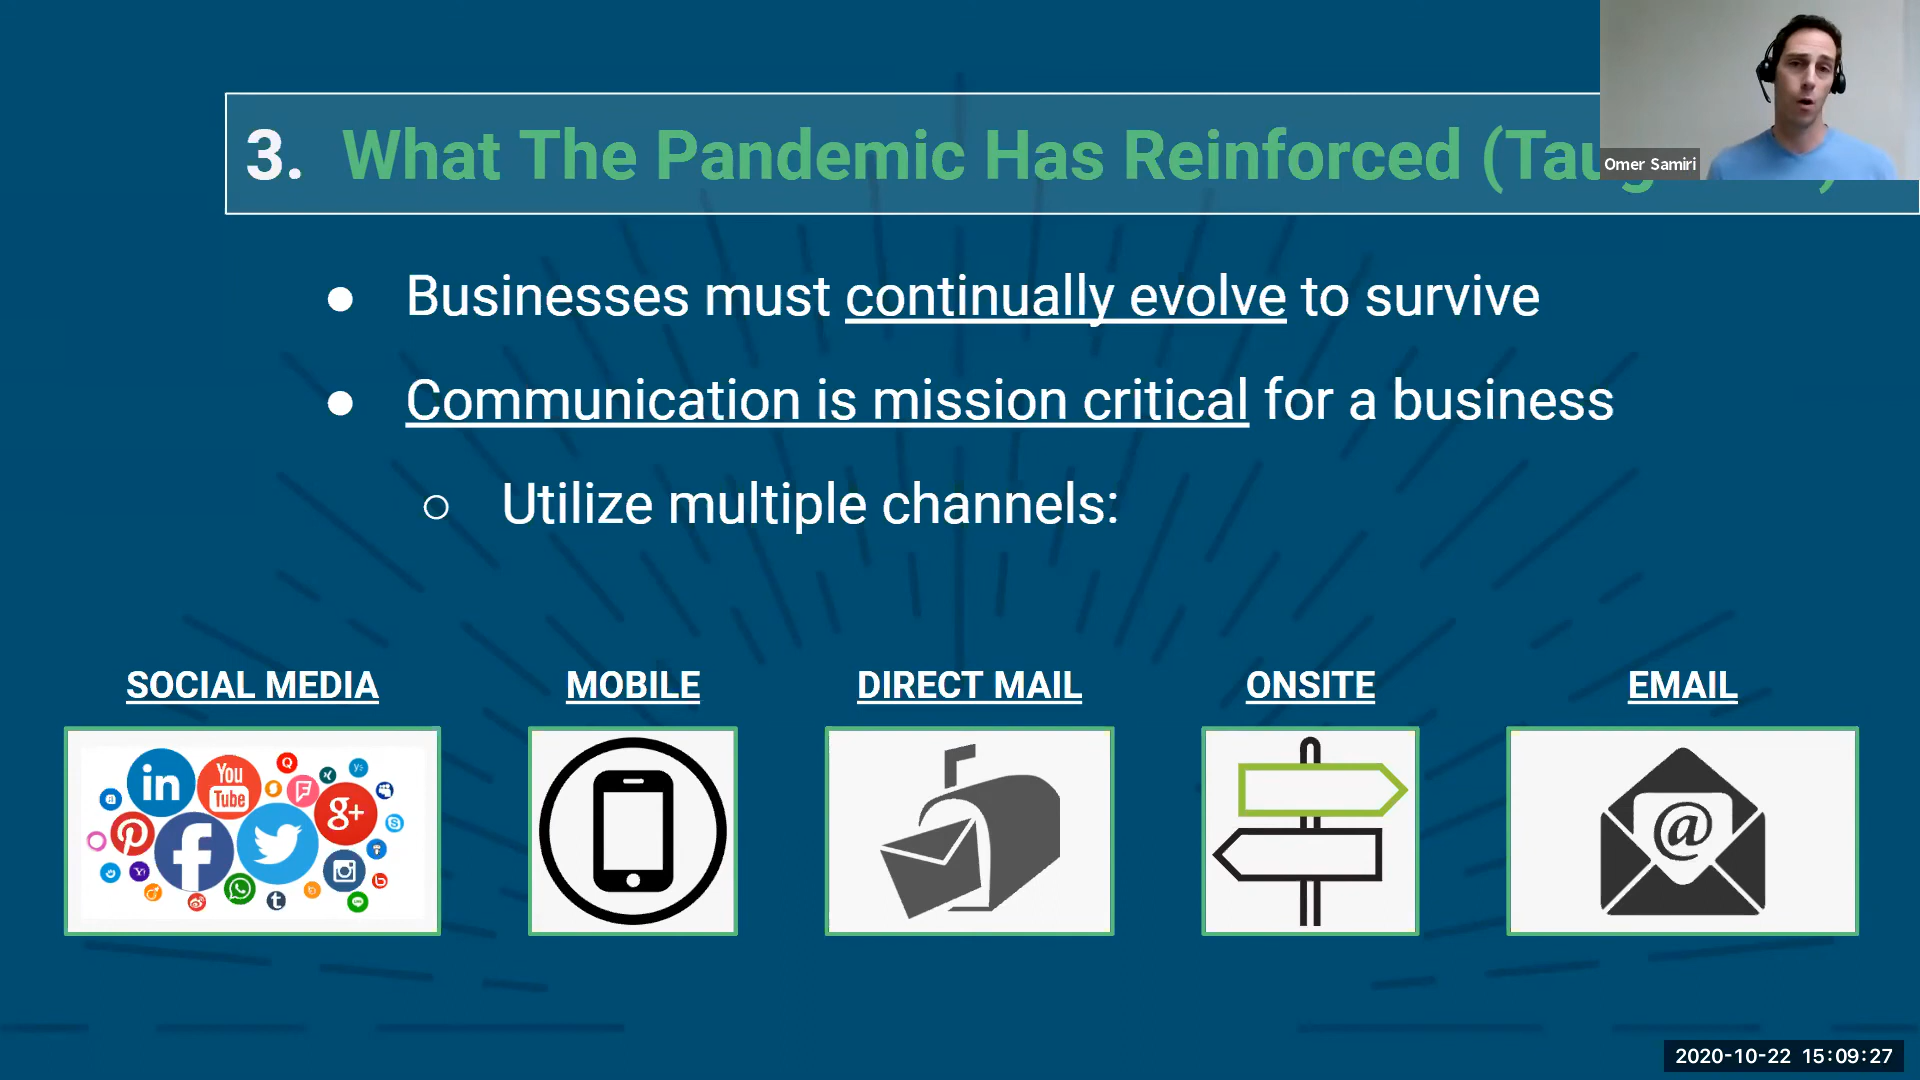 3. What The Pandemic Has Reinforced
Omer Samiri
● Businesses must continually evolve to survive
● Communication is mission critical for a business
○ Utilize multiple channels:
SOCIAL MEDIA
MOBILE
DIRECT MAIL
ONSITE
EMAIL
in
You
Tube
g+
f
t
@
2020-10-22 15:09:27